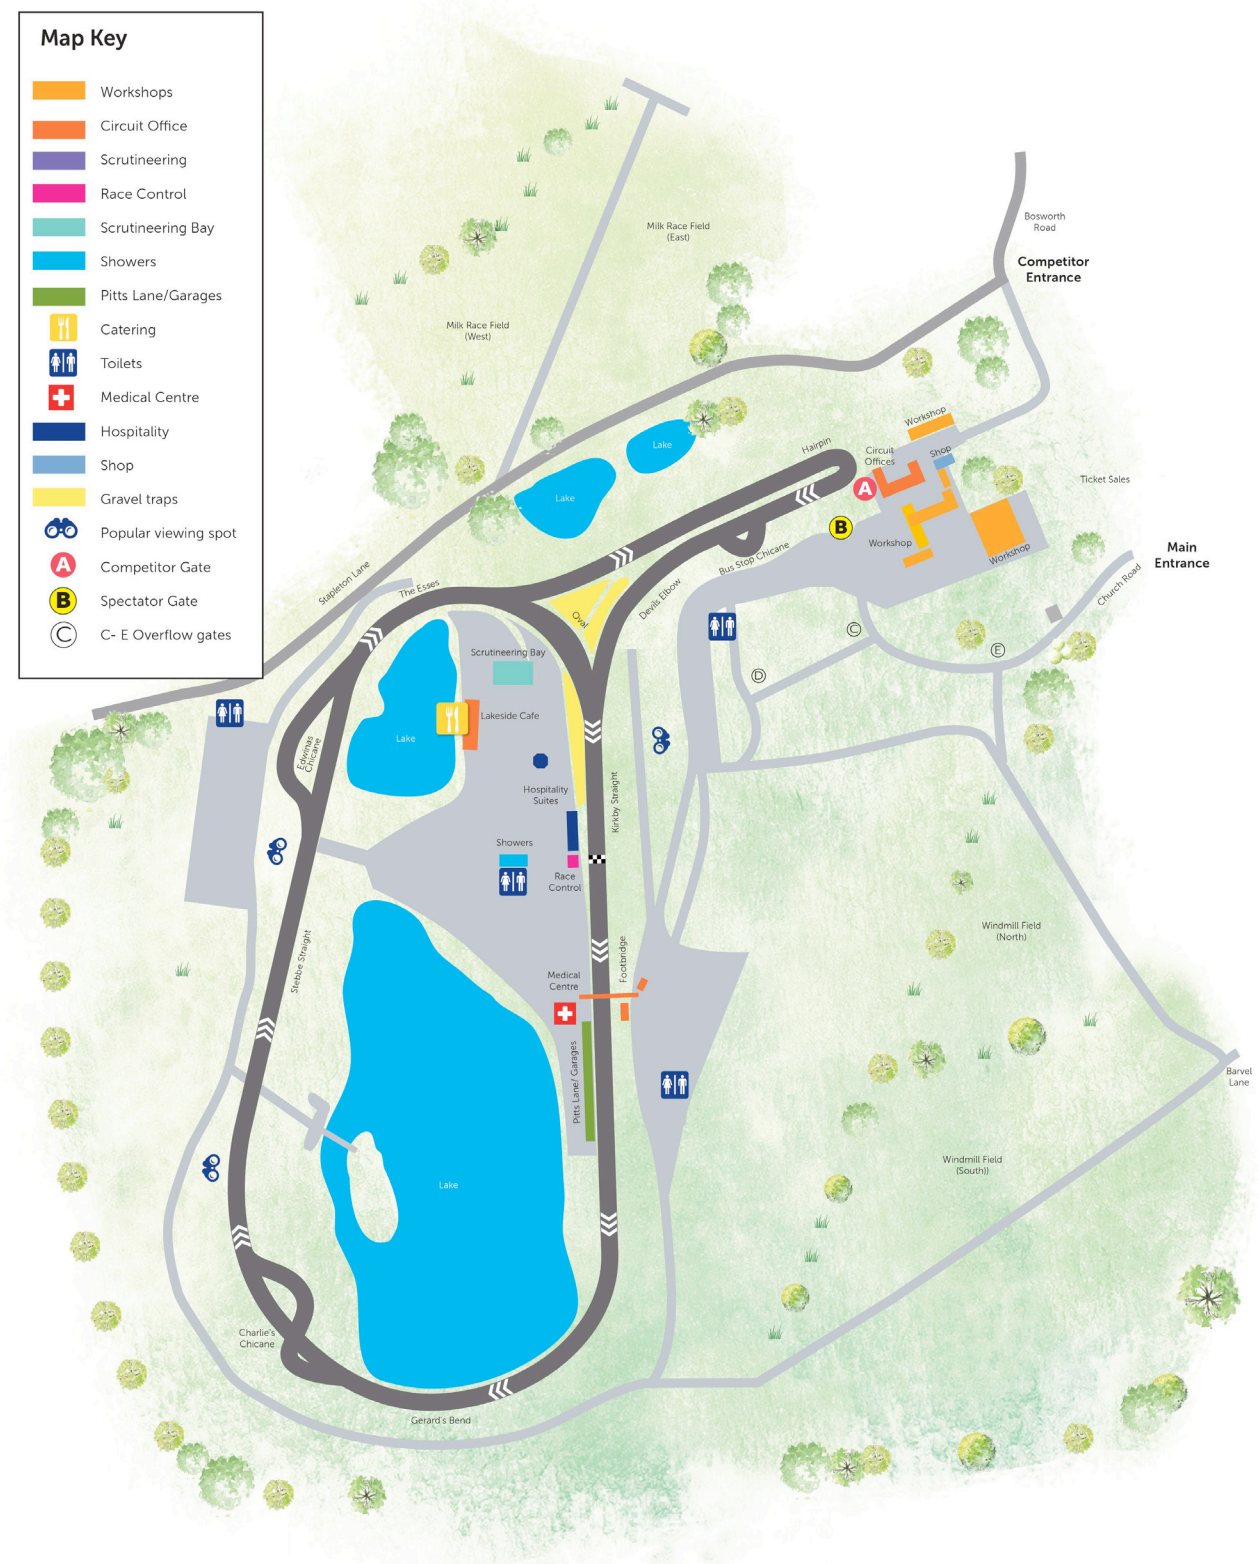 Map Key
Workshops
Circuit Office
Scrutineering
Race Control
Scrutineering Bay
Showers
Pitts Lane/Garages
Catering
Toilets
Medical Centre
Hospitality
Shop
Gravel traps
Popular viewing spot
A Competitor Gate
B Spectator Gate
C C- E Overflow gates
Bosworth
Road
Competitor
Entrance
Milk Race Field
(East)
Milk Race Field
(West)
Workshop
Lake
Hairpin
Circuit
Offices
Shop
A
Ticket Sales
Lake
B
Workshop
Workshop
Bus Stop Chicane
Main
Entrance
Church Road
Stapleton Lane
The Esses
Devils Elbow
Oval
C
E
D
Scrutineering Bay
Lakeside Cafe
Lake
Edwinas
Chicane
Hospitality
Suites
Kirkby Straight
Showers
Race
Control
Windmill Field
(North)
Stebbe Straight
Footbridge
Medical
Centre
Pitts Lane/ Garages
Barvel
Lane
Windmill Field
(South))
Lake
Charlie's
Chicane
Gerard's Bend